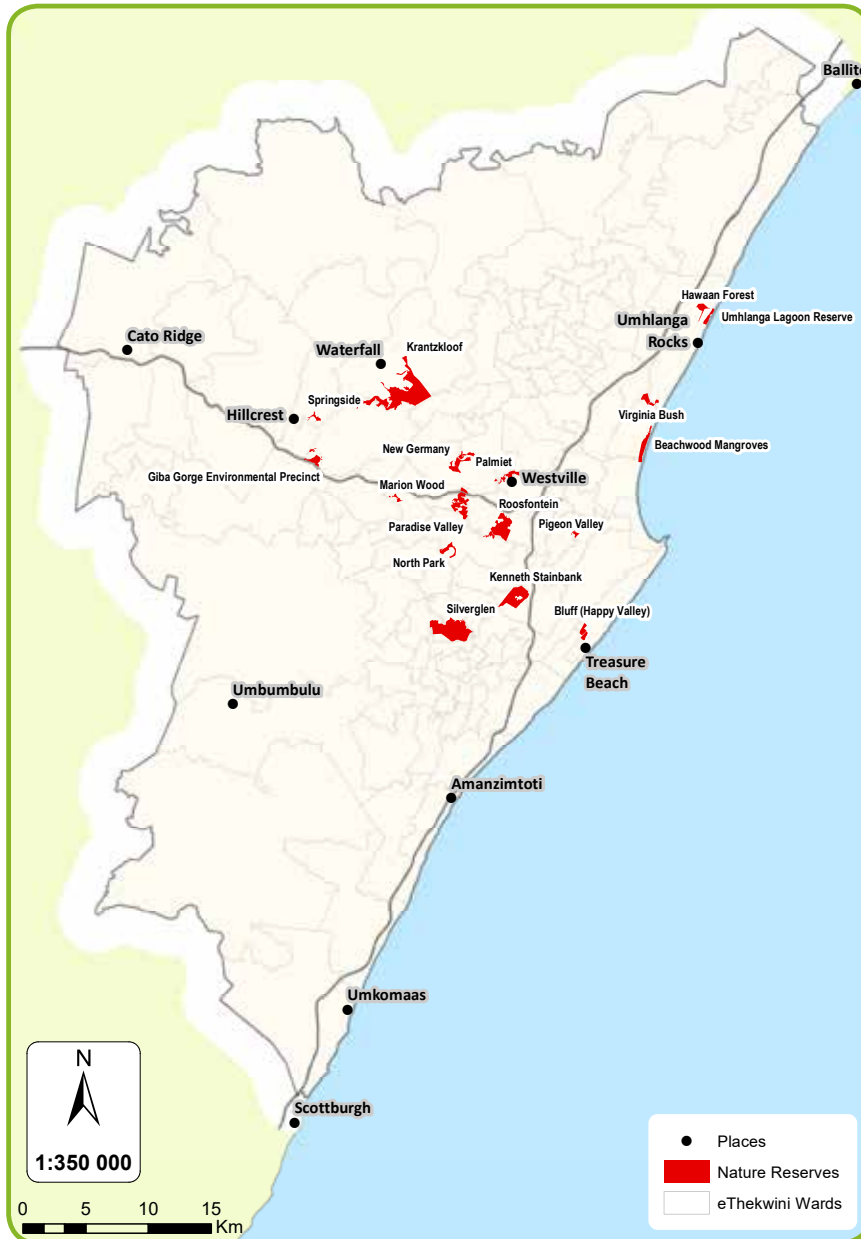 Ballito
Hawaan Forest
Umhlanga Lagoon Reserve
Umhlanga
Rocks
Cato Ridge
Waterfall
Krantzkloof
Springside
Hillcrest
Virginia Bush
Beachwood Mangroves
New Germany
Palmiet
Giba Gorge Environmental Precinct
Westville
Marion Wood
Roosfontein
Paradise Valley
Pigeon Valley
North Park
Kenneth Stainbank
Silverglen
Bluff (Happy Valley)
Treasure
Beach
Umbumbulu
Amanzimtoti
Umkomaas
Scottburgh
N
1:350 000
0 5 10 15
Km
Places
Nature Reserves
eThekwini Wards